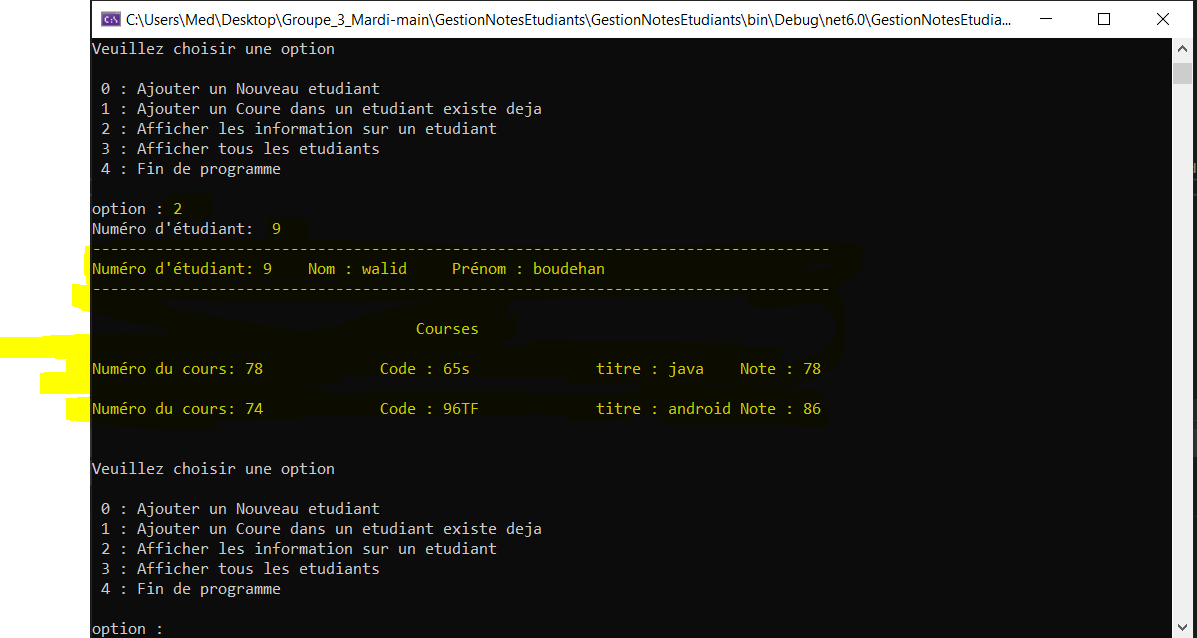 C:\Users\Med\Desktop\Groupe_3_Mardi-main\GestionNotesEtudiants\GestionNotesEtudiants\bin\Debug\net6.0\GestionNotesEtudia...
Veuillez choisir une option
0 : Ajouter un Nouveau etudiant
1 : Ajouter un Coure dans un etudiant existe deja
2 : Afficher les information sur un etudiant
3 : Afficher tous les etudiants
4 : Fin de programme
option : 2
Numéro d'étudiant:  9
----------------------------------------------------------------------------------
Numéro d'étudiant: 9    Nom : walid     Prénom : boudehan
----------------------------------------------------------------------------------
Courses
Numéro du cours: 78             Code : 65s              titre : java    Note : 78
Numéro du cours: 74             Code : 96TF             titre : android Note : 86
Veuillez choisir une option
0 : Ajouter un Nouveau etudiant
1 : Ajouter un Coure dans un etudiant existe deja
2 : Afficher les information sur un etudiant
3 : Afficher tous les etudiants
4 : Fin de programme
option :